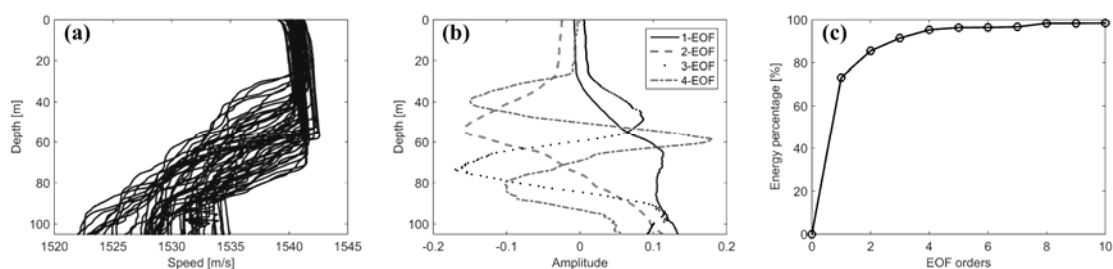 (a)
0
20
40
60
80
100
Depth [m]
1520 1525 1530 1535 1540 1545
Speed [m/s]
(b)
0
20
40
60
80
100
Depth [m]
1-EOF
2-EOF
3-EOF
4-EOF
-0.2 -0.1 0 0.1 0.2
Amplitude
(c)
100
80
60
40
20
0
Energy percentage [%]
0 2 4 6 8 10
EOF orders